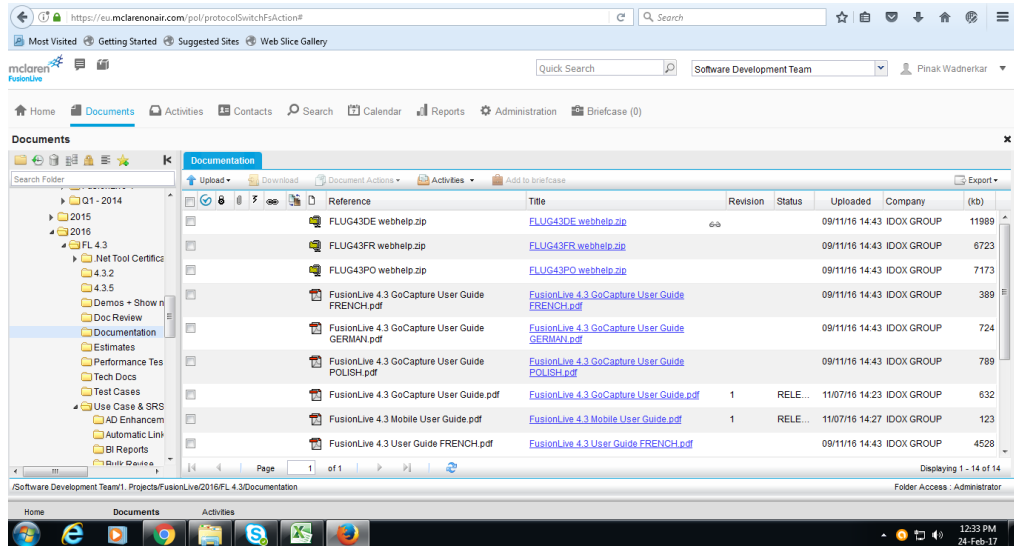 https://eu.mclarenonair.com/pol/protocolSwitchFsAction#
Search
Most Visited Getting Started Suggested Sites Web Slice Gallery
mclaren
FusionLive
Quick Search
Software Development Team
Pinak Wadnerkar
Home Documents Activities Contacts Search Calendar Reports Administration Briefcase (0)
Documents
Search Folder
Q1 - 2014
2015
2016
FL 4.3
.Net Tool Certifica
4.3.2
4.3.5
Demos + Show n
Doc Review
Documentation
Estimates
Performance Tes
Tech Docs
Test Cases
Use Case & SRS
AD Enhancem
Automatic Link
BI Reports
Bulk Revise
Documentation
Upload Download Document Actions Activities Add to briefcase Export
Reference Title Revision Status Uploaded Company (kb)
FLUG43DE webhelp.zip FLUG43DE webhelp.zip 09/11/16 14:43 IDOX GROUP 11989
FLUG43FR webhelp.zip FLUG43FR webhelp.zip 09/11/16 14:43 IDOX GROUP 6723
FLUG43PO webhelp.zip FLUG43PO webhelp.zip 09/11/16 14:43 IDOX GROUP 7173
FusionLive 4.3 GoCapture User Guide FusionLive 4.3 GoCapture User Guide 09/11/16 14:43 IDOX GROUP 389
FRENCH.pdf FRENCH.pdf
FusionLive 4.3 GoCapture User Guide FusionLive 4.3 GoCapture User Guide 09/11/16 14:43 IDOX GROUP 724
GERMAN.pdf GERMAN.pdf
FusionLive 4.3 GoCapture User Guide FusionLive 4.3 GoCapture User Guide 09/11/16 14:43 IDOX GROUP 789
POLISH.pdf POLISH.pdf
FusionLive 4.3 GoCapture User Guide.pdf FusionLive 4.3 GoCapture User Guide.pdf 1 RELE... 11/07/16 14:23 IDOX GROUP 632
FusionLive 4.3 Mobile User Guide.pdf FusionLive 4.3 Mobile User Guide.pdf 1 RELE... 11/07/16 14:27 IDOX GROUP 123
FusionLive 4.3 User Guide FRENCH.pdf FusionLive 4.3 User Guide FRENCH.pdf 09/11/16 14:43 IDOX GROUP 4528
Page 1 of 1 Displaying 1 - 14 of 14
/Software Development Team/1. Projects/FusionLive/2016/FL 4.3/Documentation Folder Access : Administrator
Home Documents Activities
12:33 PM
24-Feb-17